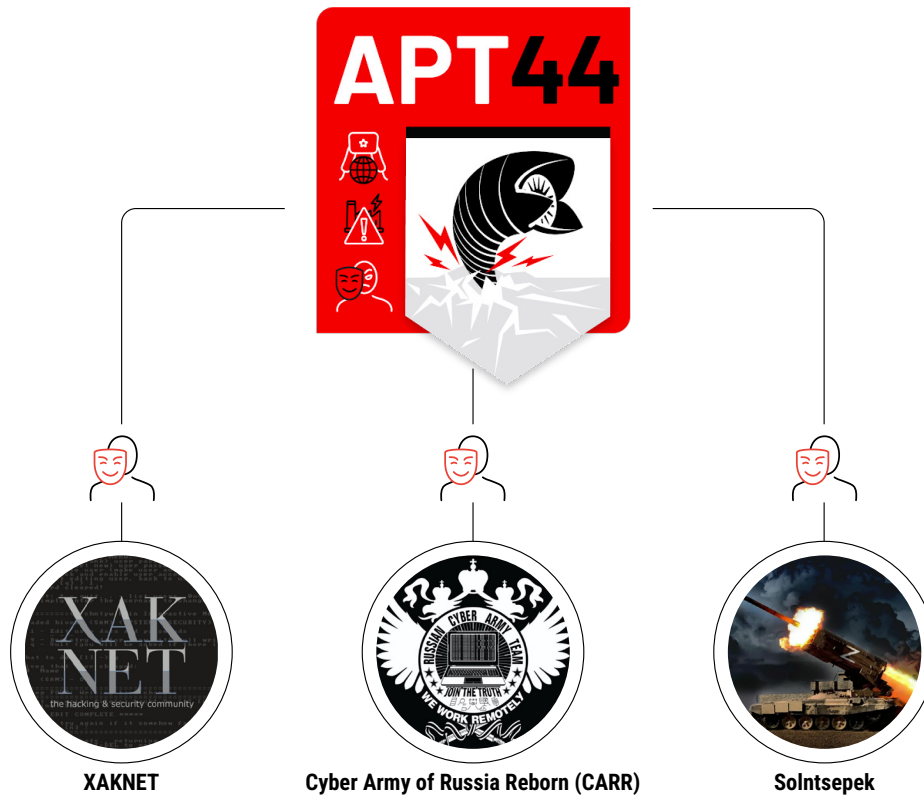 APT44
XAK
NET
the hacking & security community
RUSSIAN CYBER ARMY TEAM
JOIN THE TRUTH
WE WORK REMOTELY
Z
XAKNET
Cyber Army of Russia Reborn (CARR)
Solntsepek